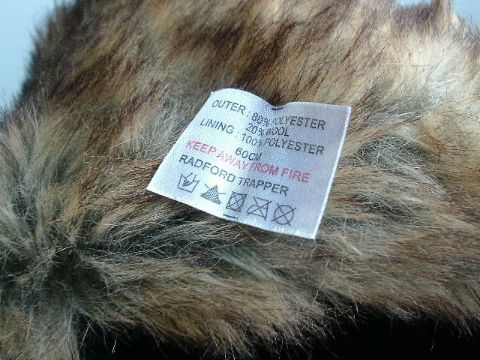 OUTER : 80% POLYESTER
20% WOOL
LINING : 100% POLYESTER
60CM
KEEP AWAY FROM FIRE
RADFORD TRAPPER